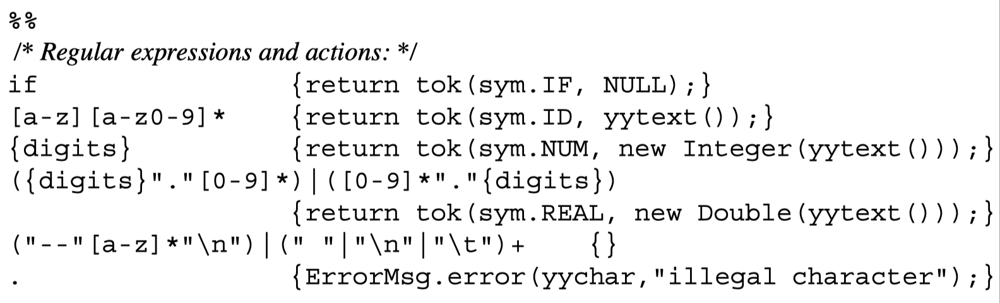 %%
/* Regular expressions and actions: */
if {return tok(sym.IF, NULL);}
[a-z][a-z0-9]* {return tok(sym.ID, yytext());}
{digits} {return tok(sym.NUM, new Integer(yytext()));}
({digits}"."[0-9]*)|([0-9]*"."{digits})
{return tok(sym.REAL, new Double(yytext()));}
("--"[a-z]*"\n")|(" "|"\n"|"\t")+ {}
. {ErrorMsg.error(yychar,"illegal character");}